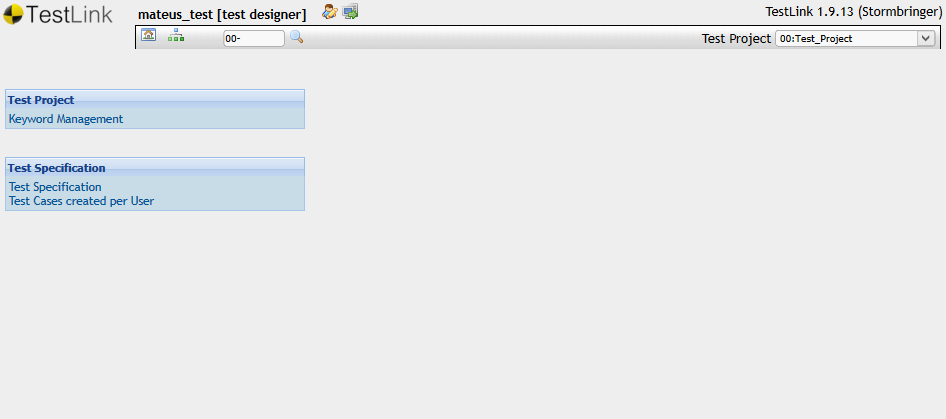 TestLink
mateus_test [test designer]
TestLink 1.9.13 (Stormbringer)
00-
Test Project
00:Test_Project
Test Project
Keyword Management
Test Specification
Test Specification
Test Cases created per User